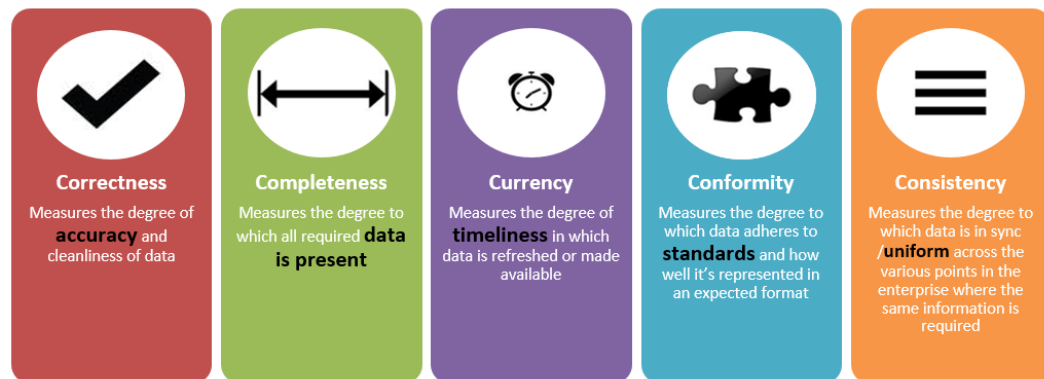 Correctness
Measures the degree of
accuracy and
cleanliness of data
Completeness
Measures the degree to
which all required data
is present
Currency
Measures the degree of
timeliness in which
data is refreshed or made
available
Conformity
Measures the degree to
which data adheres to
standards and how
well it's represented in
an expected format
Consistency
Measures the degree to
which data is in sync
/uniform across the
various points in the
enterprise where the
same information is
required